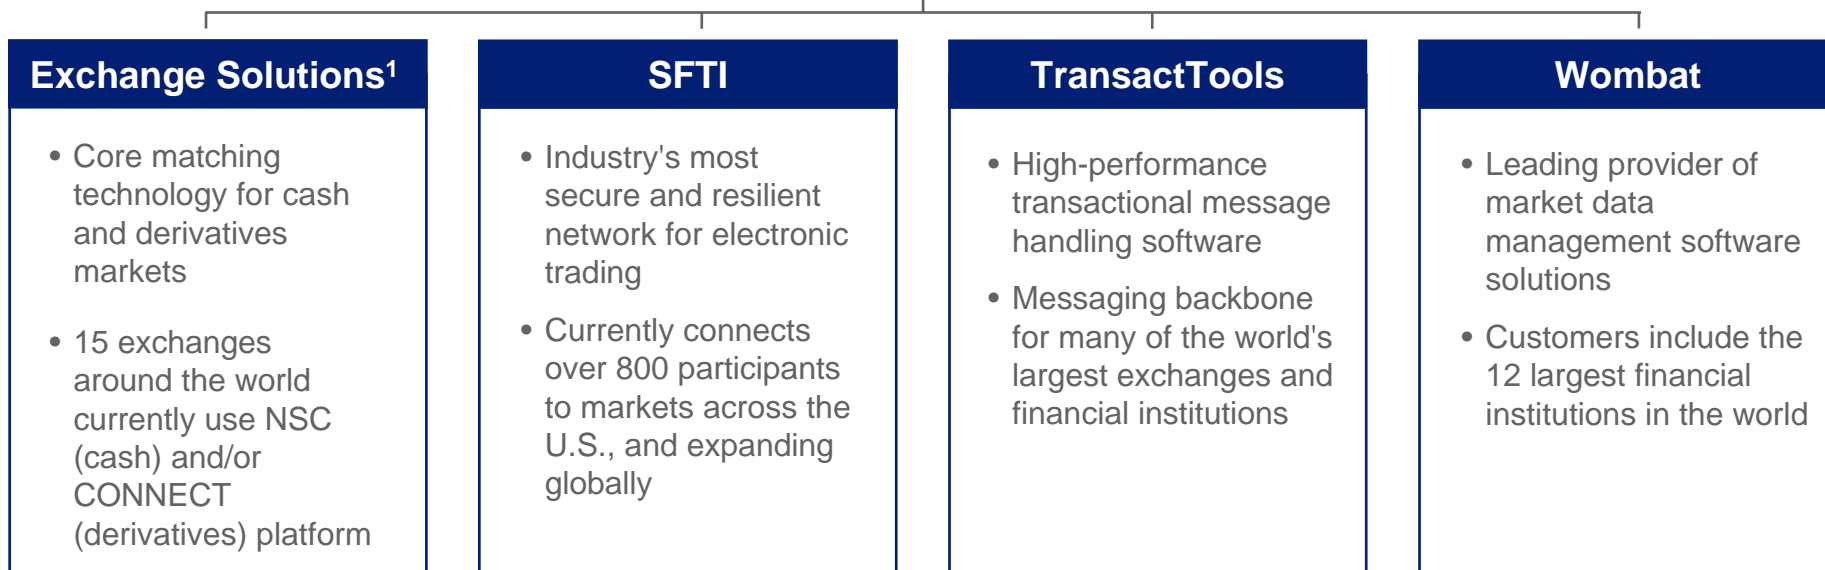 Exchange Solutions¹
• Core matching
technology for cash
and derivatives
markets
• 15 exchanges
around the world
currently use NSC
(cash) and/or
CONNECT
(derivatives) platform
SFTI
• Industry's most
secure and resilient
network for electronic
trading
• Currently connects
over 800 participants
to markets across the
U.S., and expanding
globally
TransactTools
• High-performance
transactional message
handling software
• Messaging backbone
for many of the world's
largest exchanges and
financial institutions
Wombat
• Leading provider of
market data
management software
solutions
• Customers include the
12 largest financial
institutions in the world